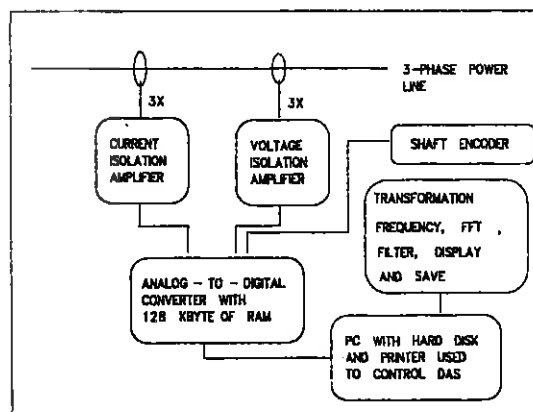 3-PHASE POWER
LINE
3X
3X
CURRENT
ISOLATION
AMPLIFIER
VOLTAGE
ISOLATION
AMPLIFIER
SHAFT ENCODER
TRANSFORMATION
FREQUENCY, FFT ,
FILTER, DISPLAY
AND SAVE
ANALOG - TO - DIGITAL
CONVERTER WITH
128 KBYTE OF RAM
PC WITH HARD DISK
AND PRINTER USED
TO CONTROL DAS